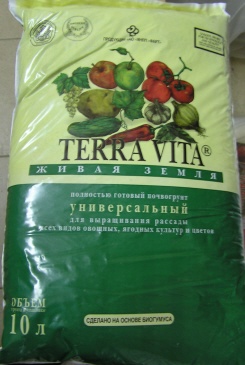 TERRA VITA®
ЖИВАЯ ЗЕМЛЯ
полностью готовый почвогрунт
универсальный
для выращивания рассады
всех видов овощных, ягодных культур и цветов
ОБЪЕМ
10 л
СДЕЛАНО НА ОСНОВЕ БИОГУМУСА